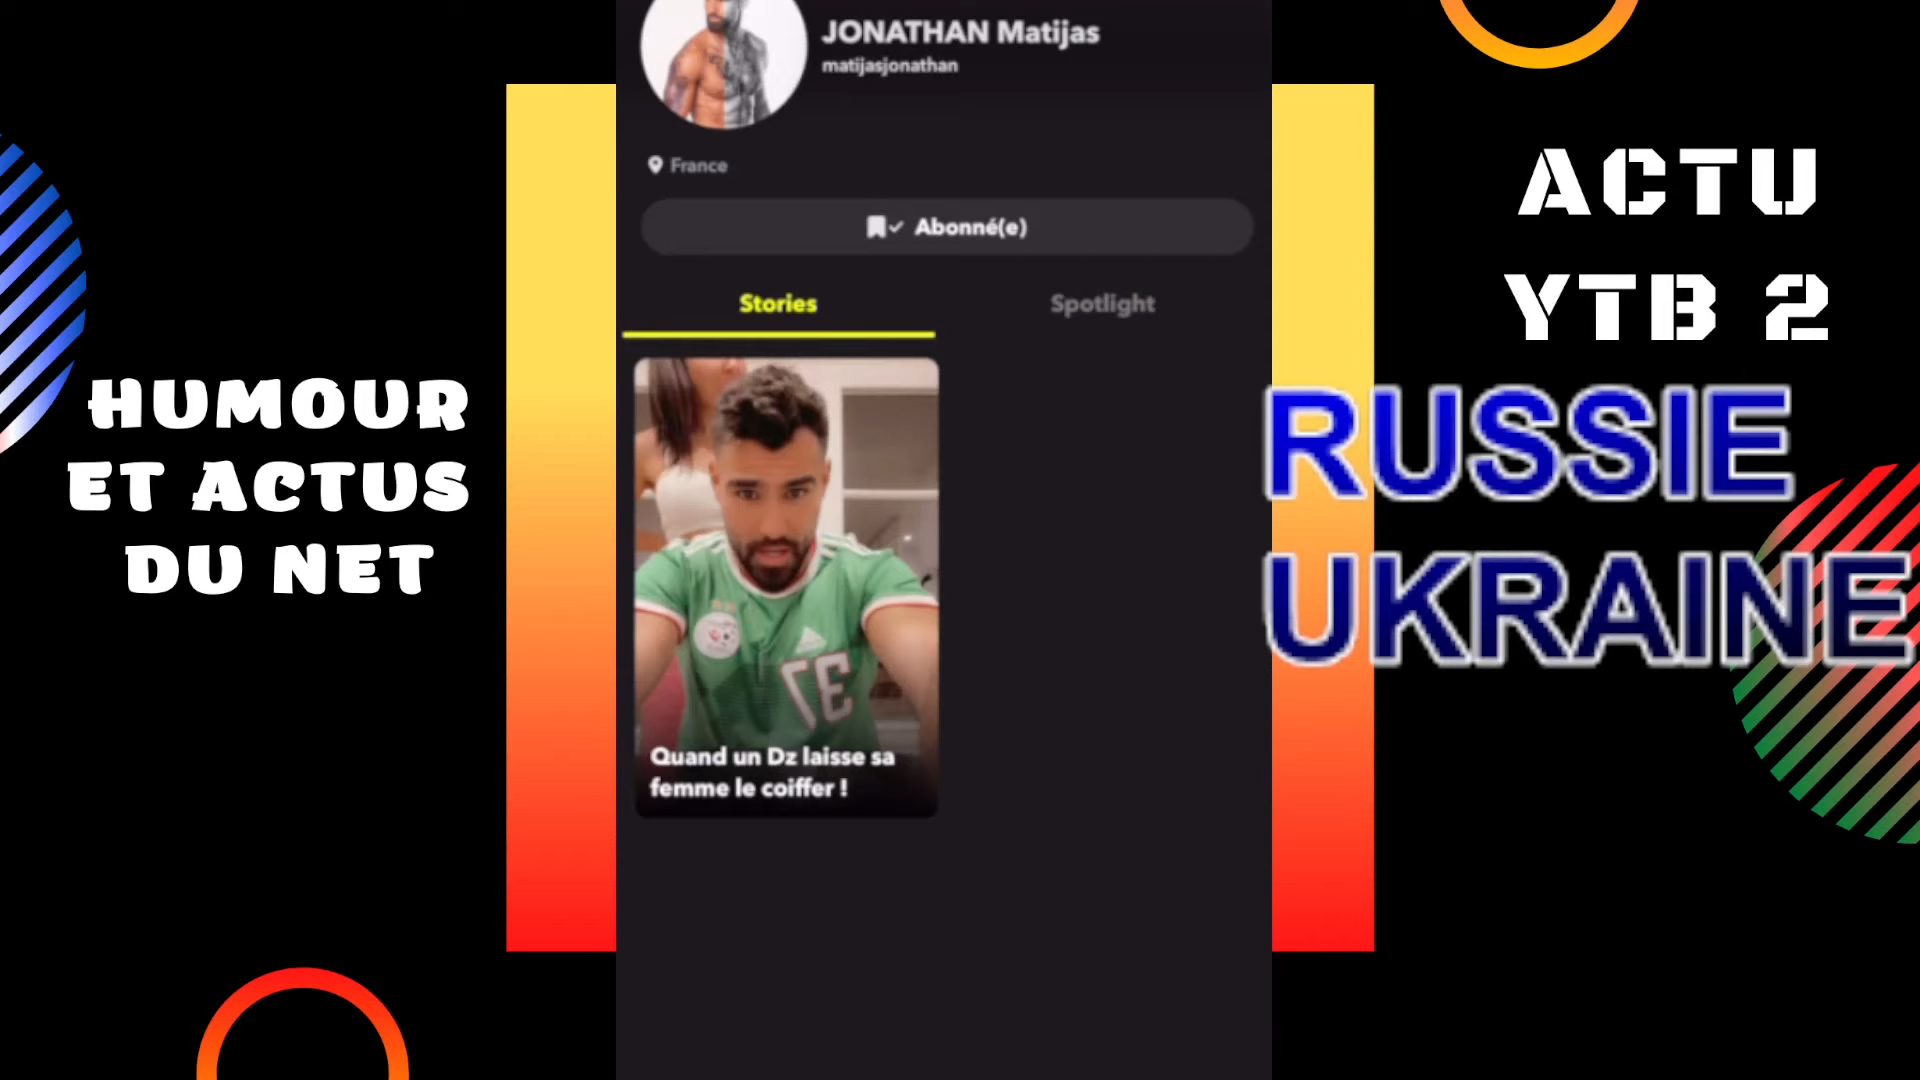 HUMOUR
ET ACTUS
DU NET
JONATHAN Matijas
matijasjonathan
France
Abonné(e)
Stories
Spotlight
Quand un Dz laisse sa
femme le coiffer !
ACTU
YTB 2
RUSSIE
UKRAINE